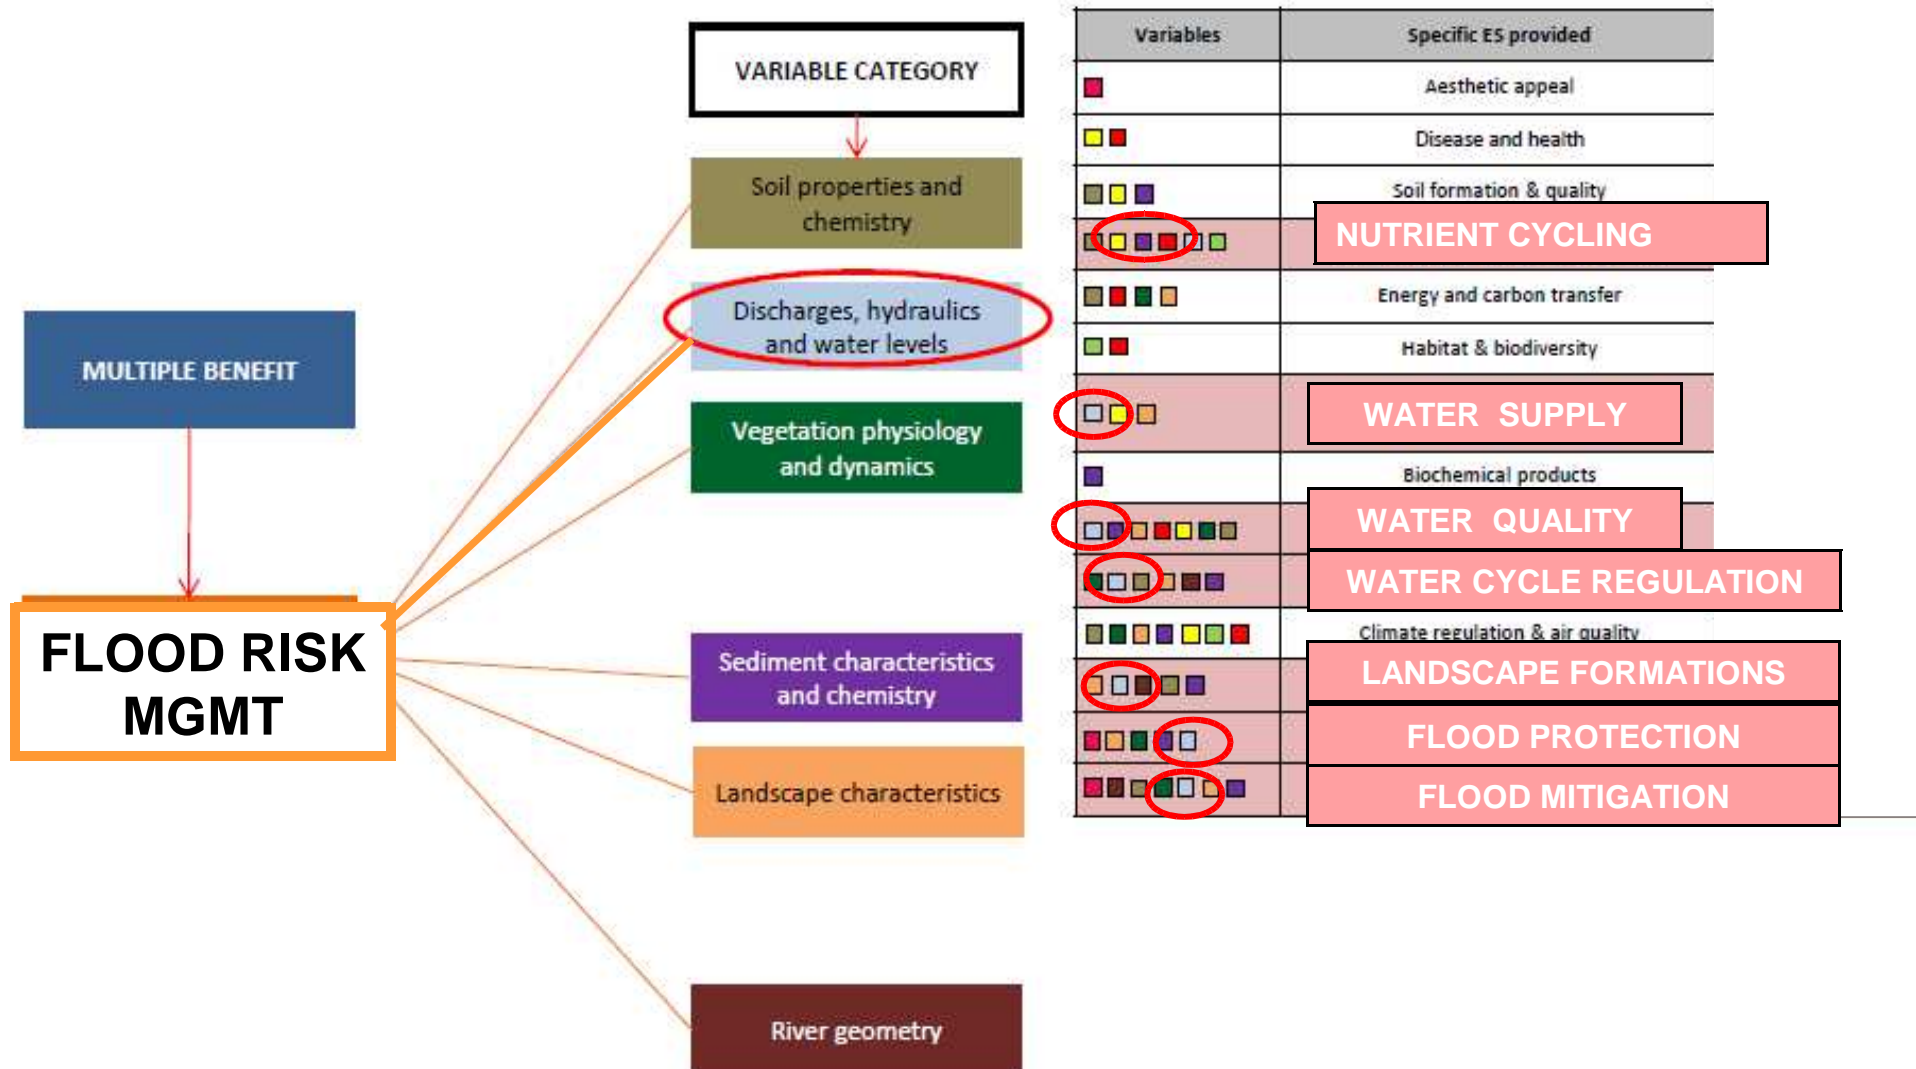 VARIABLE CATEGORY
Soil properties and
chemistry
Discharges, hydraulics
and water levels
MULTIPLE BENEFIT
Vegetation physiology
and dynamics
FLOOD RISK
MGMT
Sediment characteristics
and chemistry
Landscape characteristics
River geometry
Variables
Specific ES provided
Aesthetic appeal
Disease and health
Soil formation & quality
NUTRIENT CYCLING
Energy and carbon transfer
Habitat & biodiversity
WATER SUPPLY
Biochemical products
WATER QUALITY
WATER CYCLE REGULATION
Climate regulation & air quality
LANDSCAPE FORMATIONS
FLOOD PROTECTION
FLOOD MITIGATION